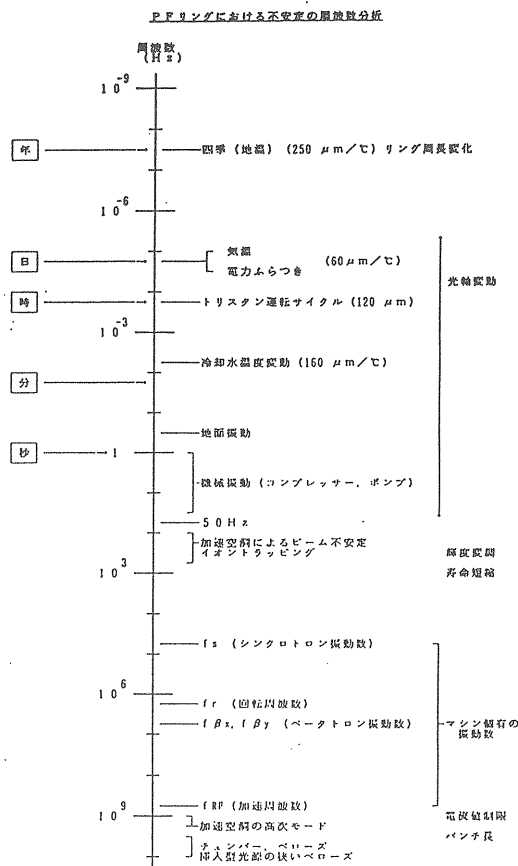 PFリングにおける不安定の周波数分析
周波数
(Hz)
10^-9
年
四季 (地温) (250 μm/℃) リング周長変化
10^-6
日
気温
電力ふらつき
(60μm/℃)
光軸変動
時
トリスタン運転サイクル (120 μm)
10^-3
冷却水温度変動 (160 μm/℃)
分
地面振動
秒
1
機械振動 (コンプレッサー, ポンプ)
50Hz
加速空洞によるビーム不安定
イオントラッピング
輝度変調
寿命短縮
10^3
fs (シンクロトロン振動数)
10^6
fr (回転周波数)
fβx, fβy (ベータトロン振動数)
マシン固有の
振動数
fRF (加速周波数)
10^9
加速空洞の高次モード
電流値制限
バンチ長
チェンバー, ベローズ
挿入型光源の狭いベローズ